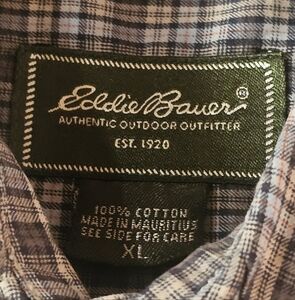 Eddie Bauer®
AUTHENTIC OUTDOOR OUTFITTER
EST. 1920
100% COTTON
MADE IN MAURITIUS
SEE SIDE FOR CARE
XL